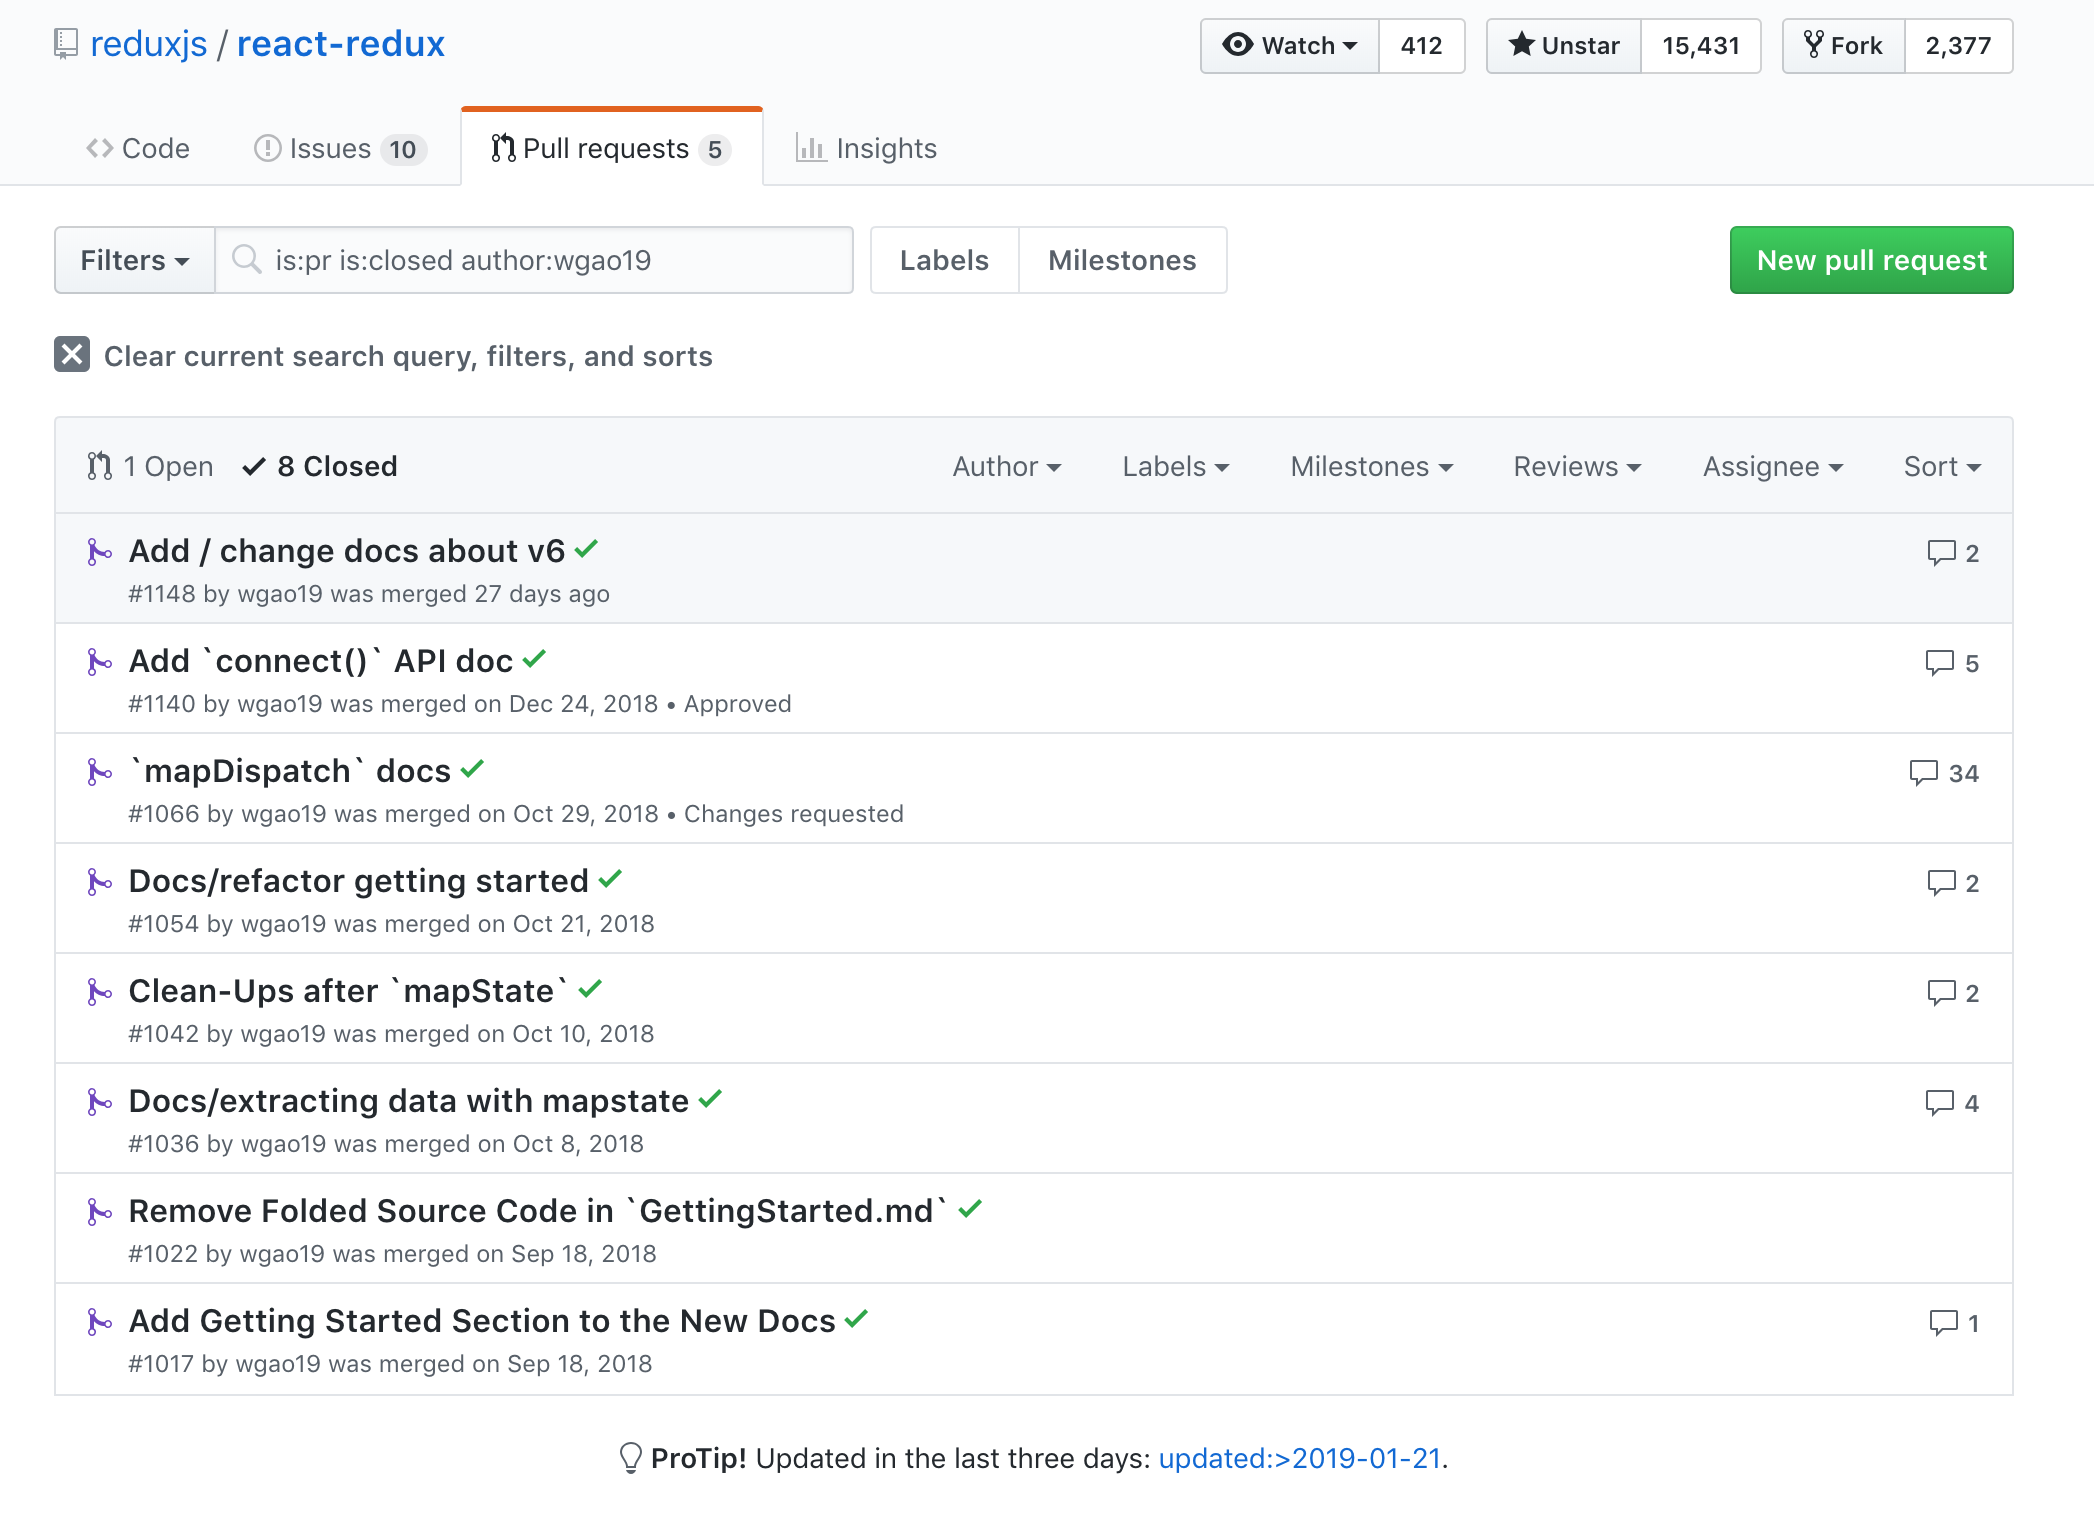 reduxjs / react-redux
Watch 412 Unstar 15,431 Fork 2,377
Code Issues 10 Pull requests 5 Insights
Filters is:pr is:closed author:wgao19 Labels Milestones New pull request
Clear current search query, filters, and sorts
1 Open 8 Closed Author Labels Milestones Reviews Assignee Sort
Add / change docs about v6 2
#1148 by wgao19 was merged 27 days ago
Add `connect()` API doc 5
#1140 by wgao19 was merged on Dec 24, 2018 • Approved
`mapDispatch` docs 34
#1066 by wgao19 was merged on Oct 29, 2018 • Changes requested
Docs/refactor getting started 2
#1054 by wgao19 was merged on Oct 21, 2018
Clean-Ups after `mapState` 2
#1042 by wgao19 was merged on Oct 10, 2018
Docs/extracting data with mapstate 4
#1036 by wgao19 was merged on Oct 8, 2018
Remove Folded Source Code in `GettingStarted.md`
#1022 by wgao19 was merged on Sep 18, 2018
Add Getting Started Section to the New Docs 1
#1017 by wgao19 was merged on Sep 18, 2018
ProTip! Updated in the last three days: updated:>2019-01-21.